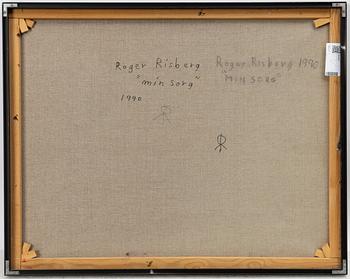 Roger Risberg
"min sorg"
1990
Roger Risberg 1990
"MIN SORG"